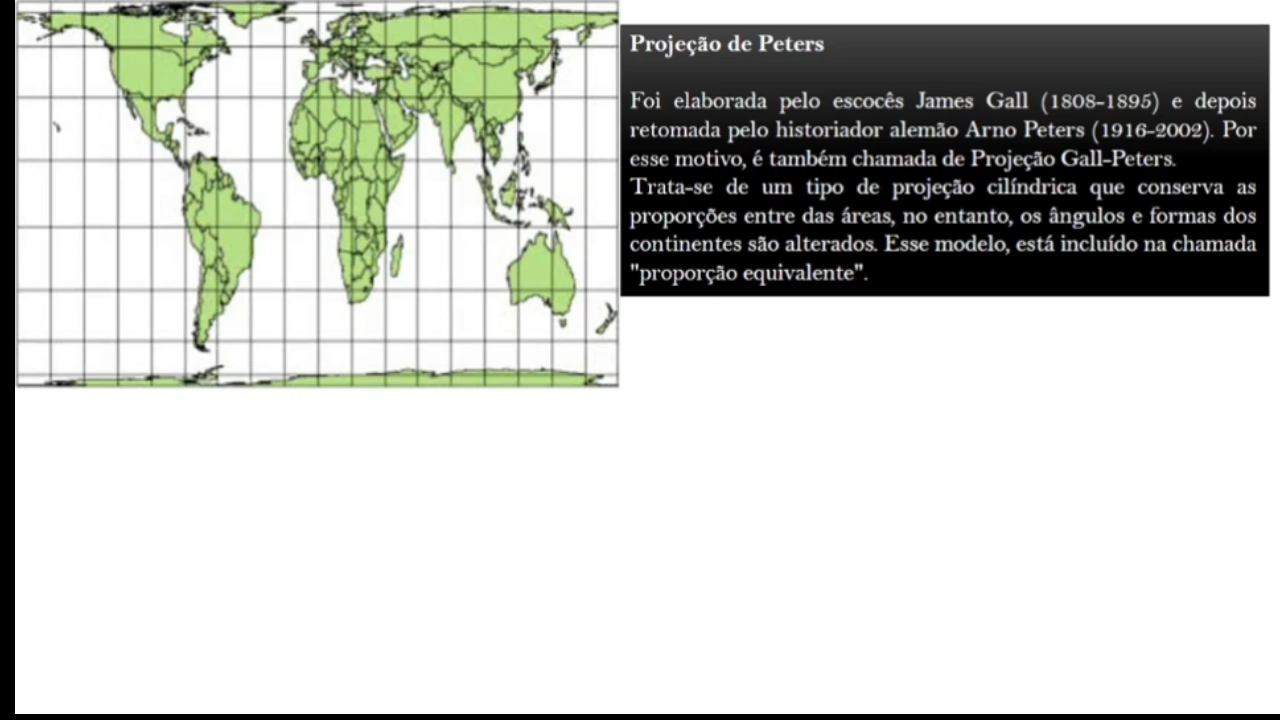 Projeção de Peters
Foi elaborada pelo escocês James Gall (1808-1895) e depois
retomada pelo historiador alemão Arno Peters (1916-2002). Por
esse motivo, é também chamada de Projeção Gall-Peters.
Trata-se de um tipo de projeção cilíndrica que conserva as
proporções entre das áreas, no entanto, os ângulos e formas dos
continentes são alterados. Esse modelo, está incluído na chamada
"proporção equivalente".